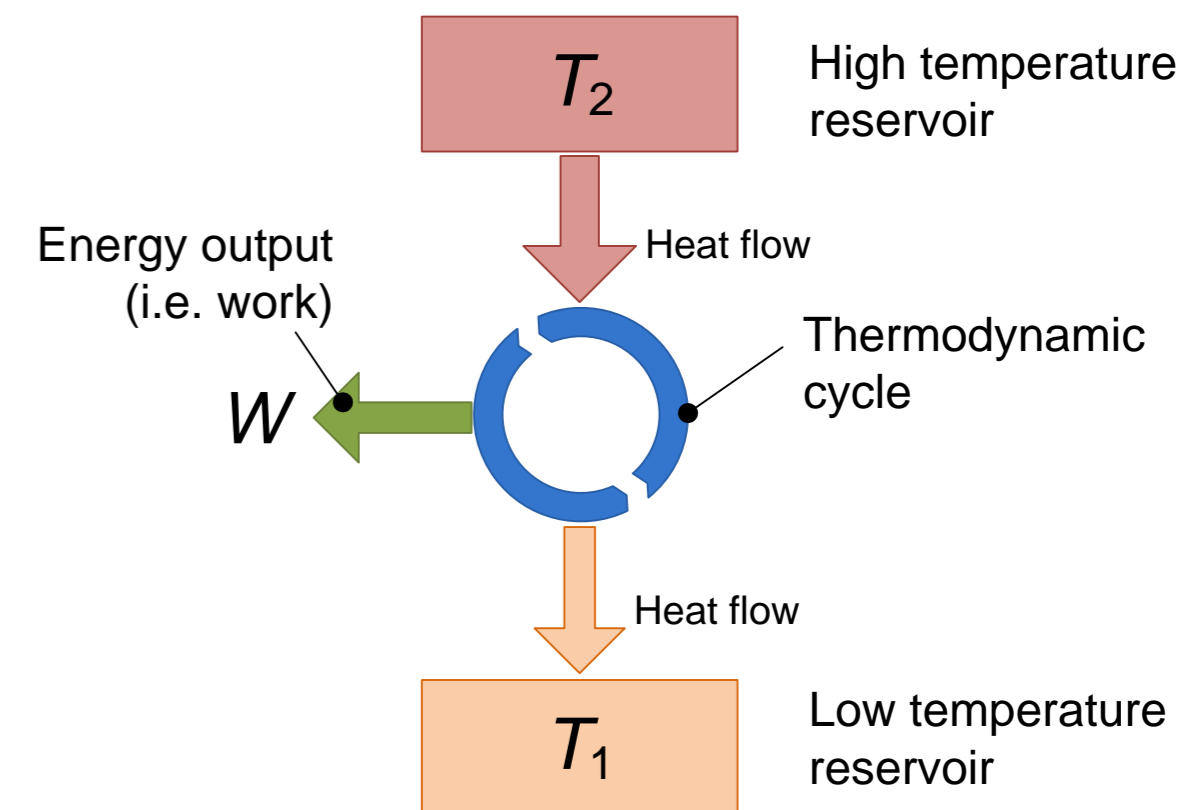 T₂
High temperature
reservoir
Energy output
(i.e. work)
Heat flow
Thermodynamic
cycle
W
Heat flow
T₁
Low temperature
reservoir